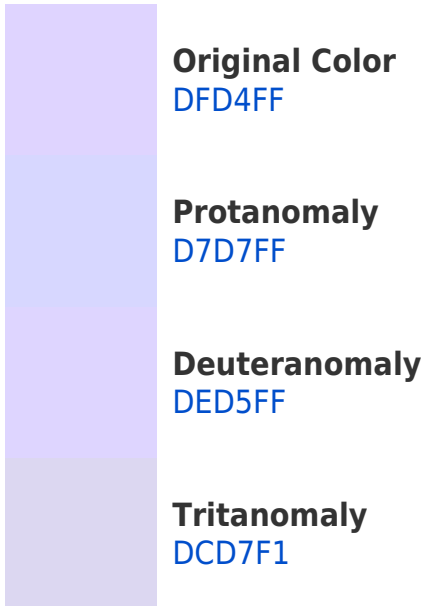 Original Color
DFD4FF
Protanomaly
D7D7FF
Deuteranomaly
DED5FF
Tritanomaly
DCD7F1